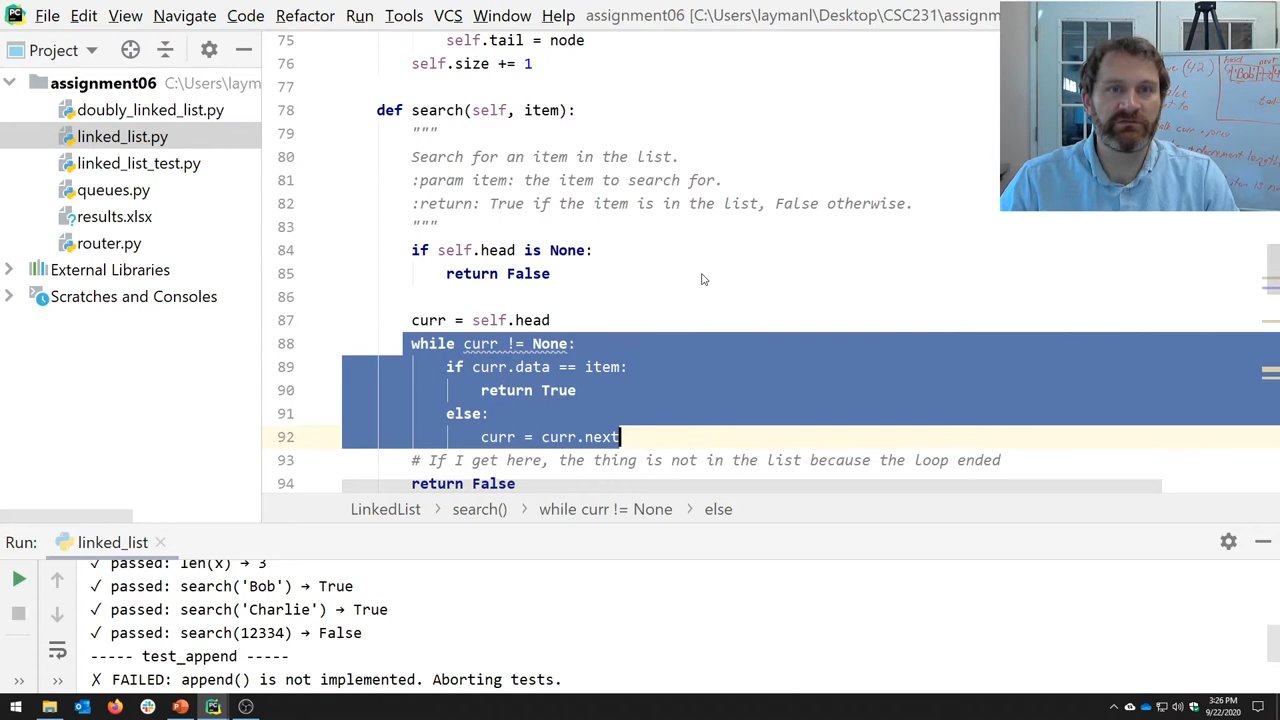 File Edit View Navigate Code Refactor Run Tools VCS Window Help assignment06 [C:\Users\laymanl\Desktop\CSC231\assignm
Project
assignment06 C:\Users\laym
doubly_linked_list.py
linked_list.py
linked_list_test.py
queues.py
results.xlsx
router.py
External Libraries
Scratches and Consoles
75 self.tail = node
76 self.size += 1
77
78 def search(self, item):
79 """
80 Search for an item in the list.
81 :param item: the item to search for.
82 :return: True if the item is in the list, False otherwise.
83 """
84 if self.head is None:
85 return False
86
87 curr = self.head
88 while curr != None:
89 if curr.data == item:
90 return True
91 else:
92 curr = curr.next
93 # If I get here, the thing is not in the list because the loop ended
94 return False
LinkedList > search() > while curr != None > else
Run: linked_list
✓ passed: len(x) → 3
✓ passed: search('Bob') → True
✓ passed: search('Charlie') → True
✓ passed: search(12334) → False
----- test_append -----
✗ FAILED: append() is not implemented. Aborting tests.
3:26 PM
9/22/2020